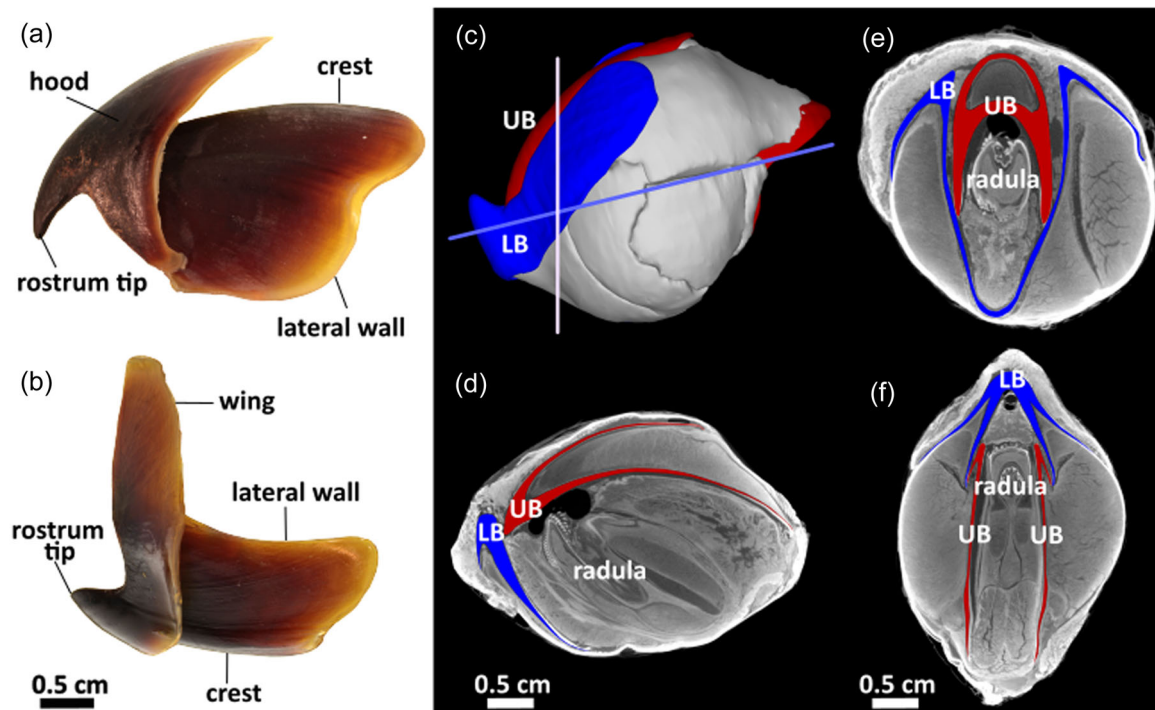 (a)
hood
crest
rostrum tip
lateral wall
(b)
wing
lateral wall
rostrum
tip
crest
0.5 cm
(c)
UB
LB
(d)
UB
LB
radula
0.5 cm
(e)
LB
UB
radula
(f)
LB
radula
UB
UB
0.5 cm